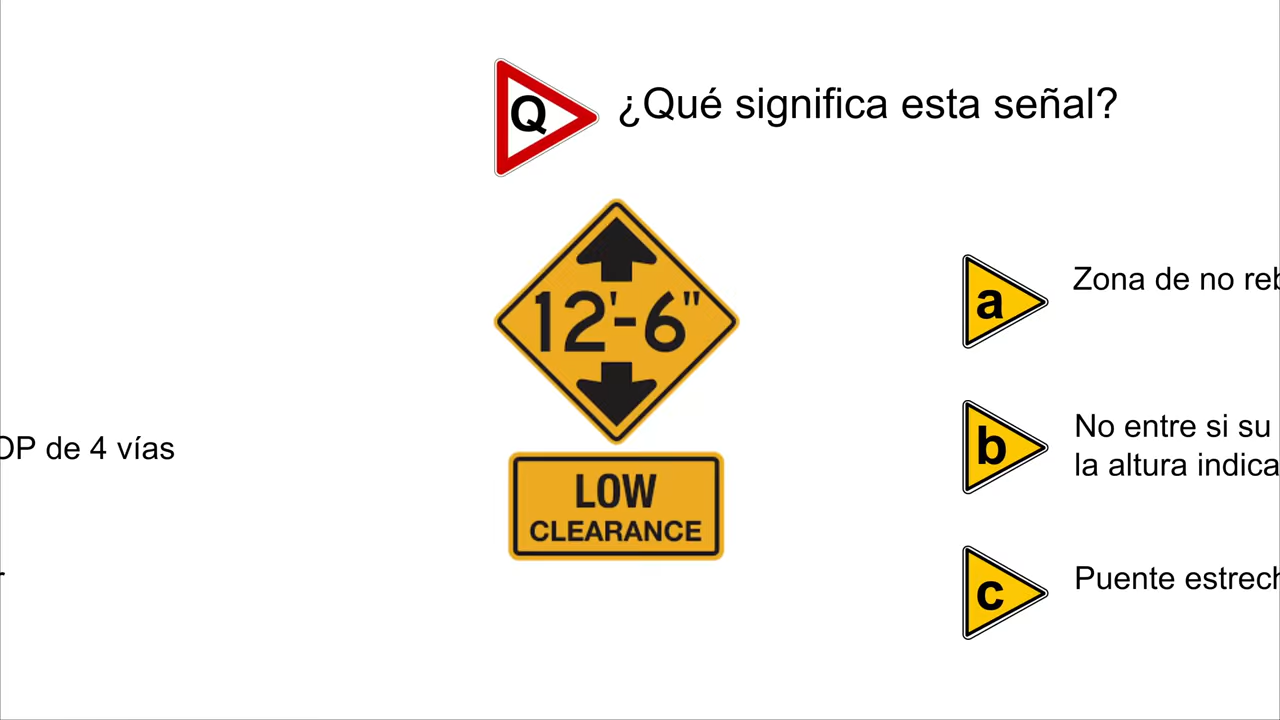 Q ¿Qué significa esta señal?
12'-6"
LOW
CLEARANCE
a Zona de no
b No entre si su
la altura
c Puente
de 4 vías